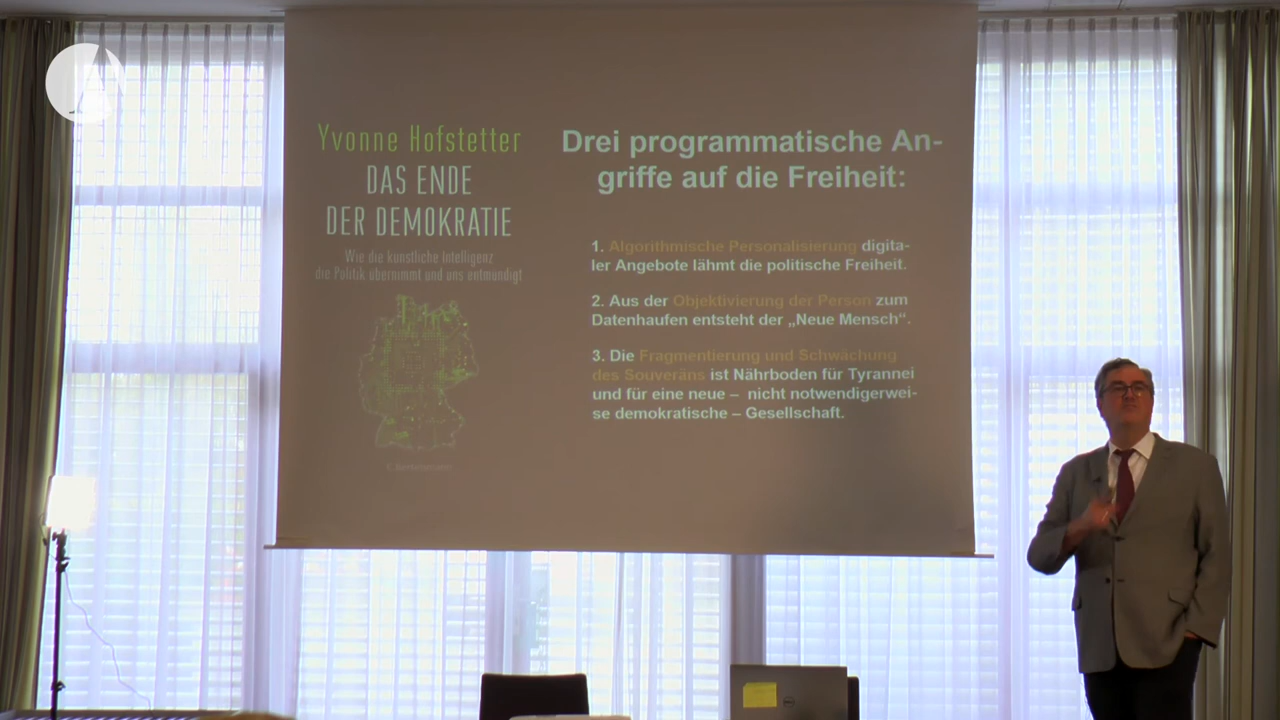 Yvonne Hofstetter
DAS ENDE
DER DEMOKRATIE
Wie die künstliche Intelligenz
die Politik übernimmt und uns entmündigt
C. Bertelsmann
Drei programmatische An-
griffe auf die Freiheit:
1. Algorithmische Personalisierung digita-
ler Angebote lähmt die politische Freiheit.
2. Aus der Objektivierung der Person zum
Datenhaufen entsteht der „Neue Mensch“.
3. Die Fragmentierung und Schwächung
des Souveräns ist Nährboden für Tyrannei
und für eine neue – nicht notwendigerwei-
se demokratische – Gesellschaft.
DELL